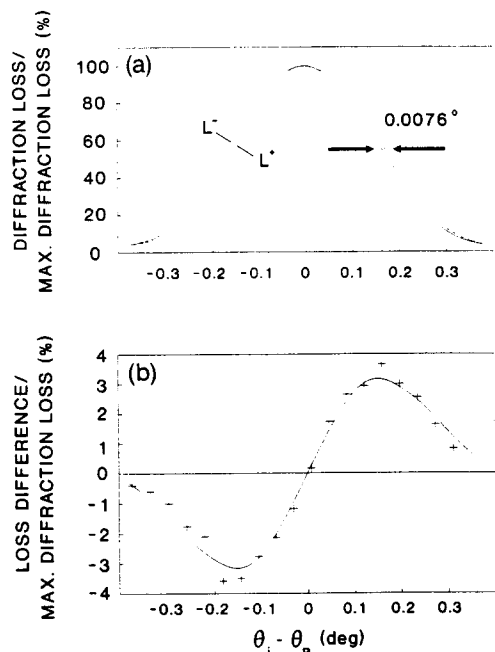 DIFFRACTION LOSS/
MAX. DIFFRACTION LOSS (%)
(a)
100
80
60
40
20
0
L⁻
L⁺
0.0076°
-0.3 -0.2 -0.1 0 0.1 0.2 0.3
LOSS DIFFERENCE/
MAX. DIFFRACTION LOSS (%)
(b)
4
3
2
1
0
-1
-2
-3
-4
-0.3 -0.2 -0.1 0 0.1 0.2 0.3
θᵢ - θ_B (deg)